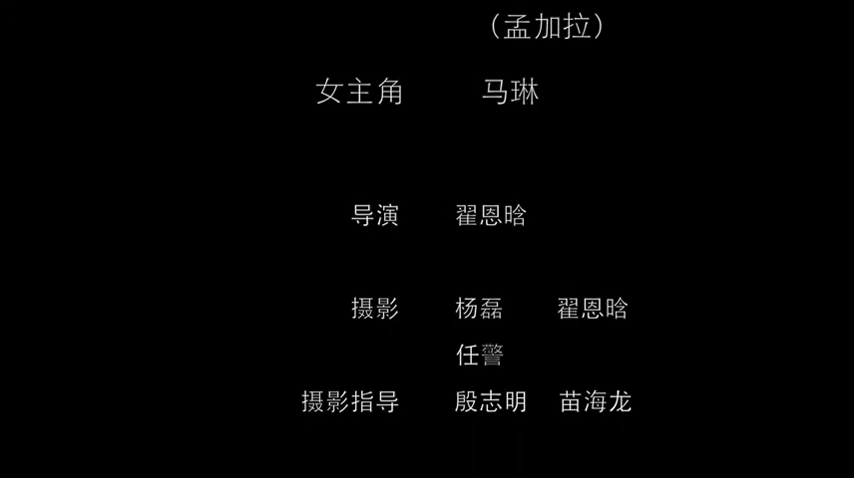 （孟加拉）
女主角 马琳
导演 翟恩晗
摄影 杨磊 翟恩晗
任警
摄影指导 殷志明 苗海龙